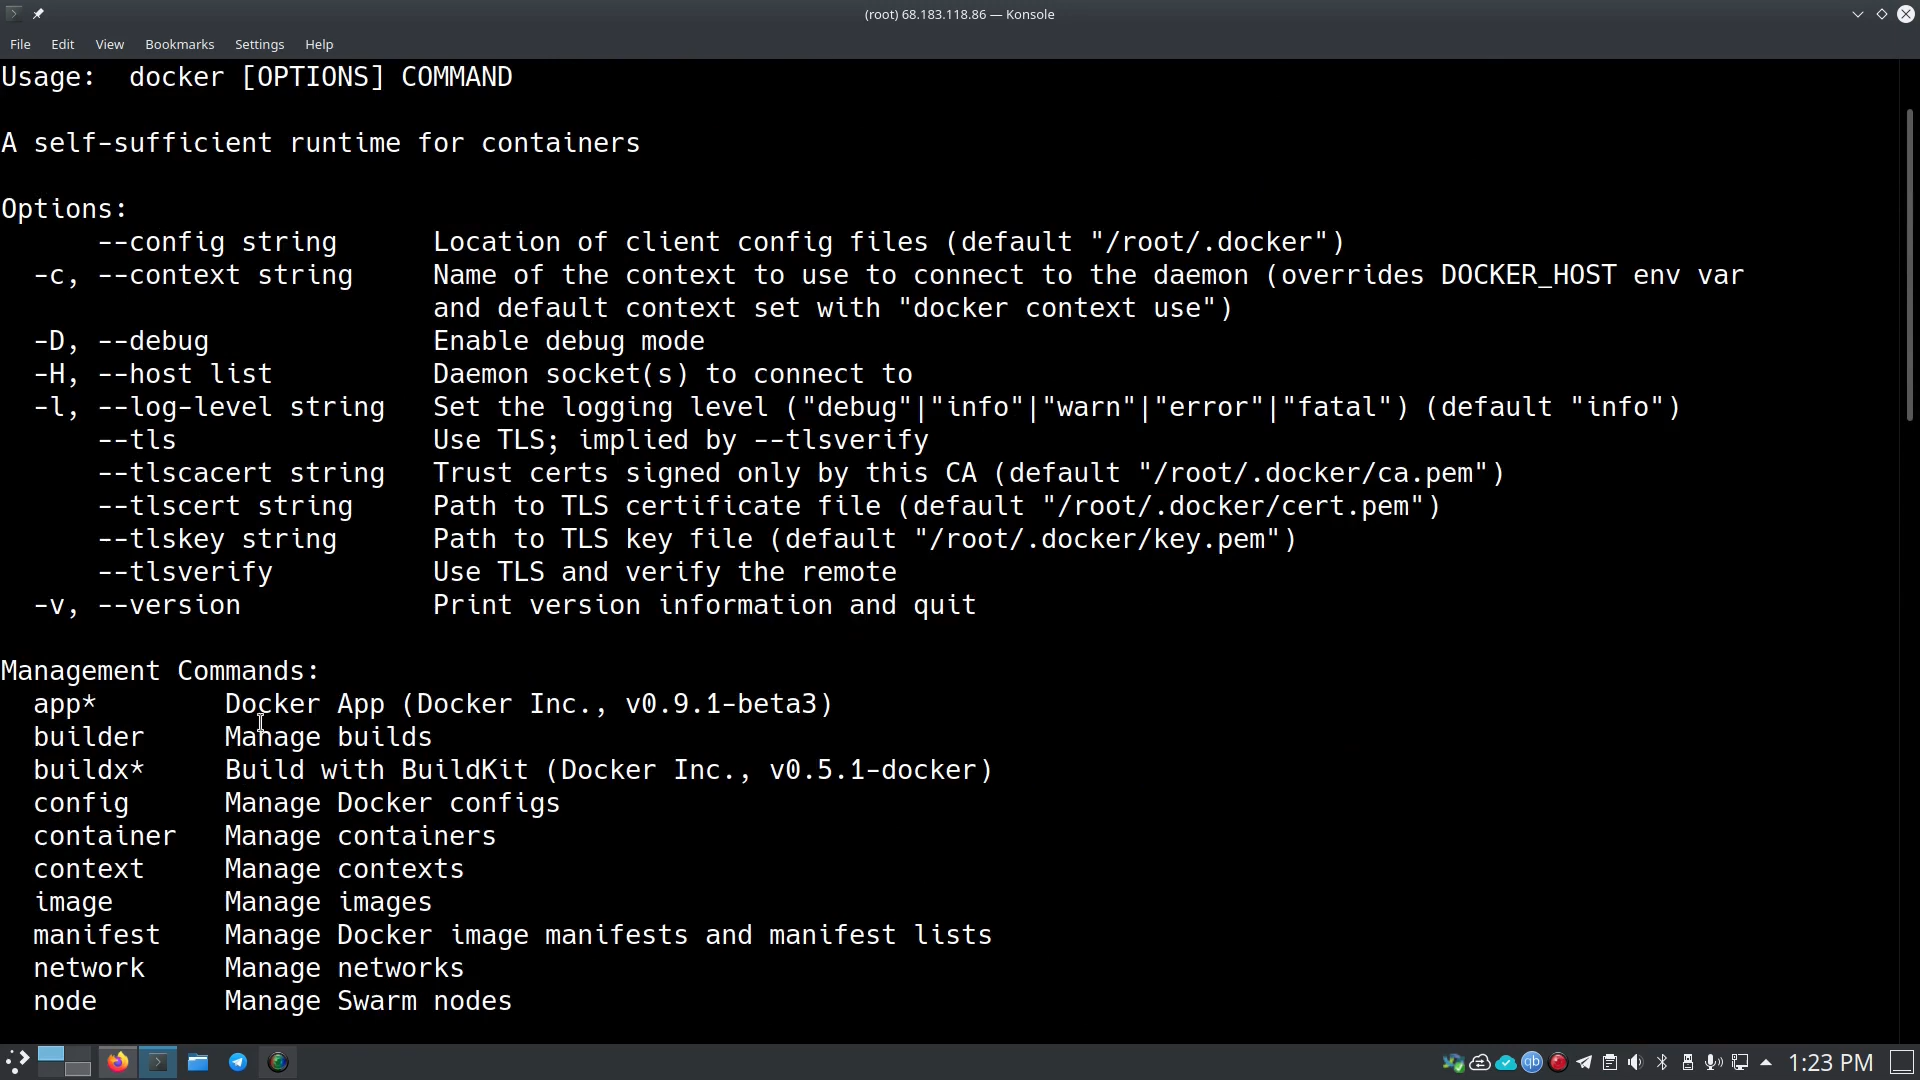 (root) 68.183.118.86 — Konsole
File Edit View Bookmarks Settings Help
Usage:  docker [OPTIONS] COMMAND
A self-sufficient runtime for containers
Options:
      --config string      Location of client config files (default "/root/.docker")
  -c, --context string     Name of the context to use to connect to the daemon (overrides DOCKER_HOST env var
                           and default context set with "docker context use")
  -D, --debug              Enable debug mode
  -H, --host list          Daemon socket(s) to connect to
  -l, --log-level string   Set the logging level ("debug"|"info"|"warn"|"error"|"fatal") (default "info")
      --tls                Use TLS; implied by --tlsverify
      --tlscacert string   Trust certs signed only by this CA (default "/root/.docker/ca.pem")
      --tlscert string     Path to TLS certificate file (default "/root/.docker/cert.pem")
      --tlskey string      Path to TLS key file (default "/root/.docker/key.pem")
      --tlsverify          Use TLS and verify the remote
  -v, --version            Print version information and quit
Management Commands:
  app*        Docker App (Docker Inc., v0.9.1-beta3)
  builder     Manage builds
  buildx*     Build with BuildKit (Docker Inc., v0.5.1-docker)
  config      Manage Docker configs
  container   Manage containers
  context     Manage contexts
  image       Manage images
  manifest    Manage Docker image manifests and manifest lists
  network     Manage networks
  node        Manage Swarm nodes
qb
1:23 PM